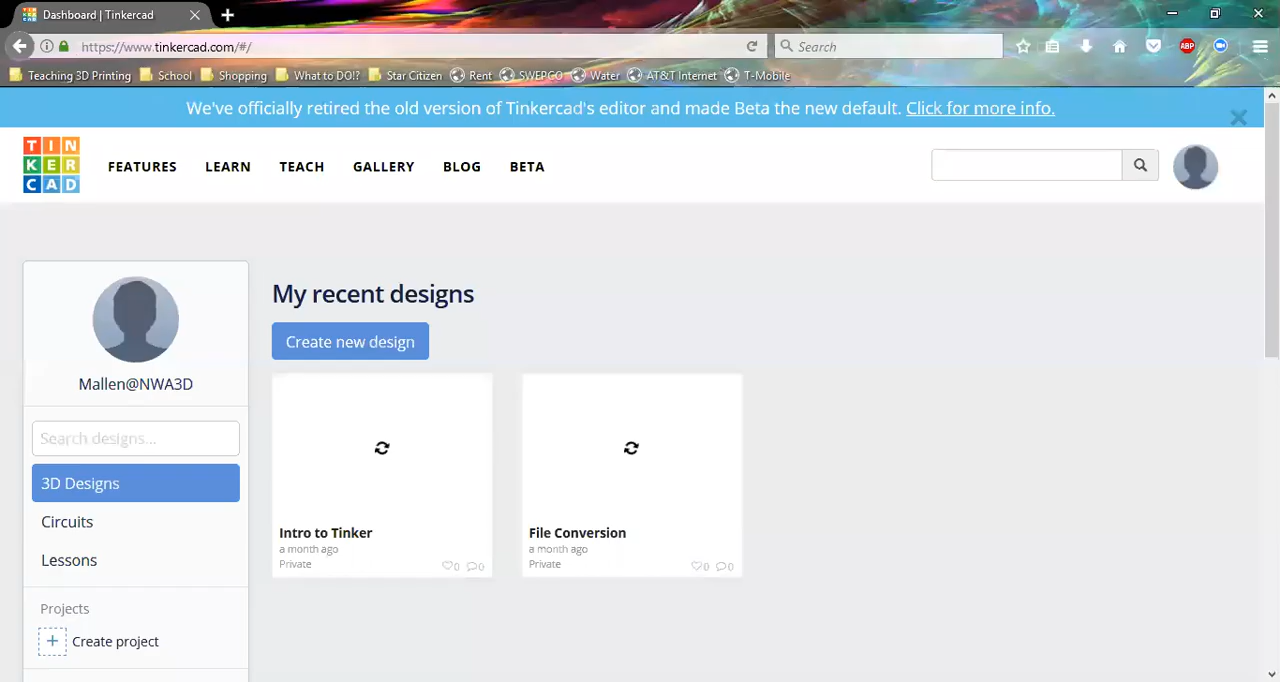 Dashboard | Tinkercad
https://www.tinkercad.com/#/
Search
Teaching 3D Printing School Shopping What to DO!? Star Citizen Rent SWEPCO Water AT&T Internet T-Mobile
We've officially retired the old version of Tinkercad's editor and made Beta the new default. Click for more info.
TIN
KER
CAD
FEATURES LEARN TEACH GALLERY BLOG BETA
My recent designs
Create new design
Mallen@NWA3D
Search designs...
3D Designs
Circuits
Lessons
Projects
+ Create project
Intro to Tinker
a month ago
Private
0 0
File Conversion
a month ago
Private
0 0
ABP